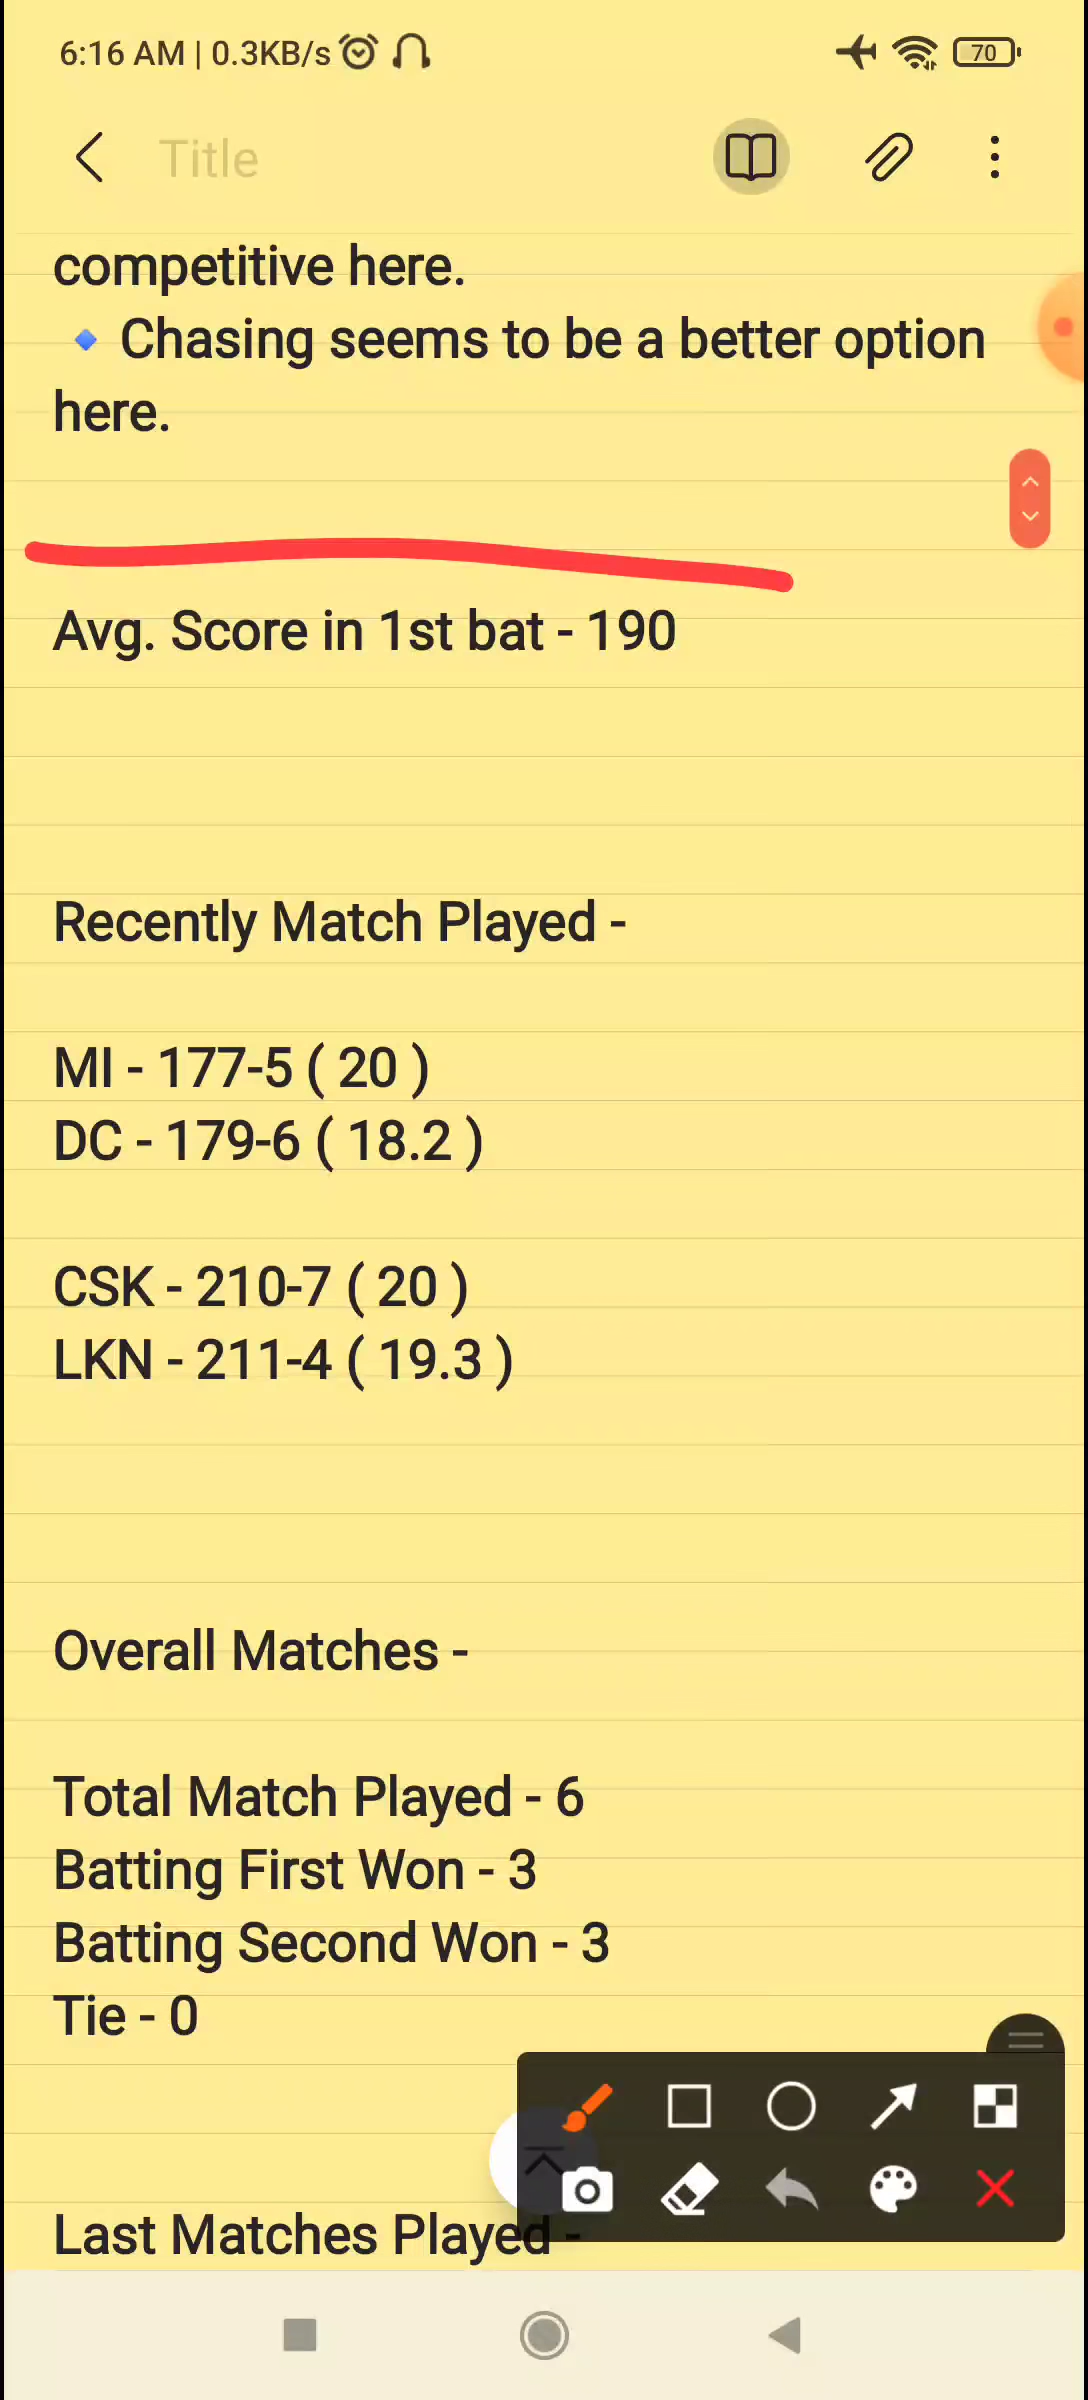 6:16 AM | 0.3KB/s
70
Title
competitive here.
🔹 Chasing seems to be a better option
here.
Avg. Score in 1st bat - 190
Recently Match Played -
MI - 177-5 ( 20 )
DC - 179-6 ( 18.2 )
CSK - 210-7 ( 20 )
LKN - 211-4 ( 19.3 )
Overall Matches -
Total Match Played - 6
Batting First Won - 3
Batting Second Won - 3
Tie - 0
Last Matches Played -